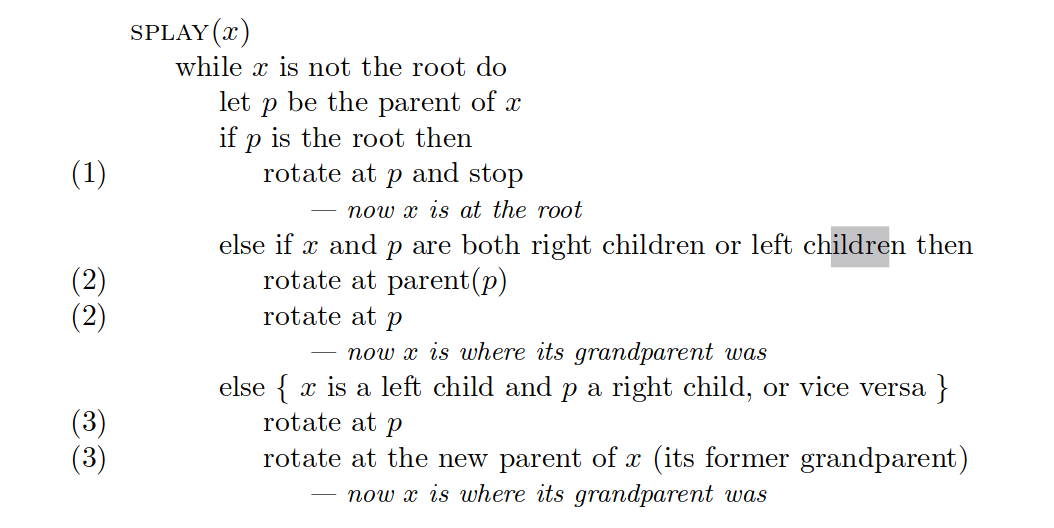 SPLAY(x)
while x is not the root do
let p be the parent of x
if p is the root then
(1) rotate at p and stop
— now x is at the root
else if x and p are both right children or left children then
(2) rotate at parent(p)
(2) rotate at p
— now x is where its grandparent was
else { x is a left child and p a right child, or vice versa }
(3) rotate at p
(3) rotate at the new parent of x (its former grandparent)
— now x is where its grandparent was